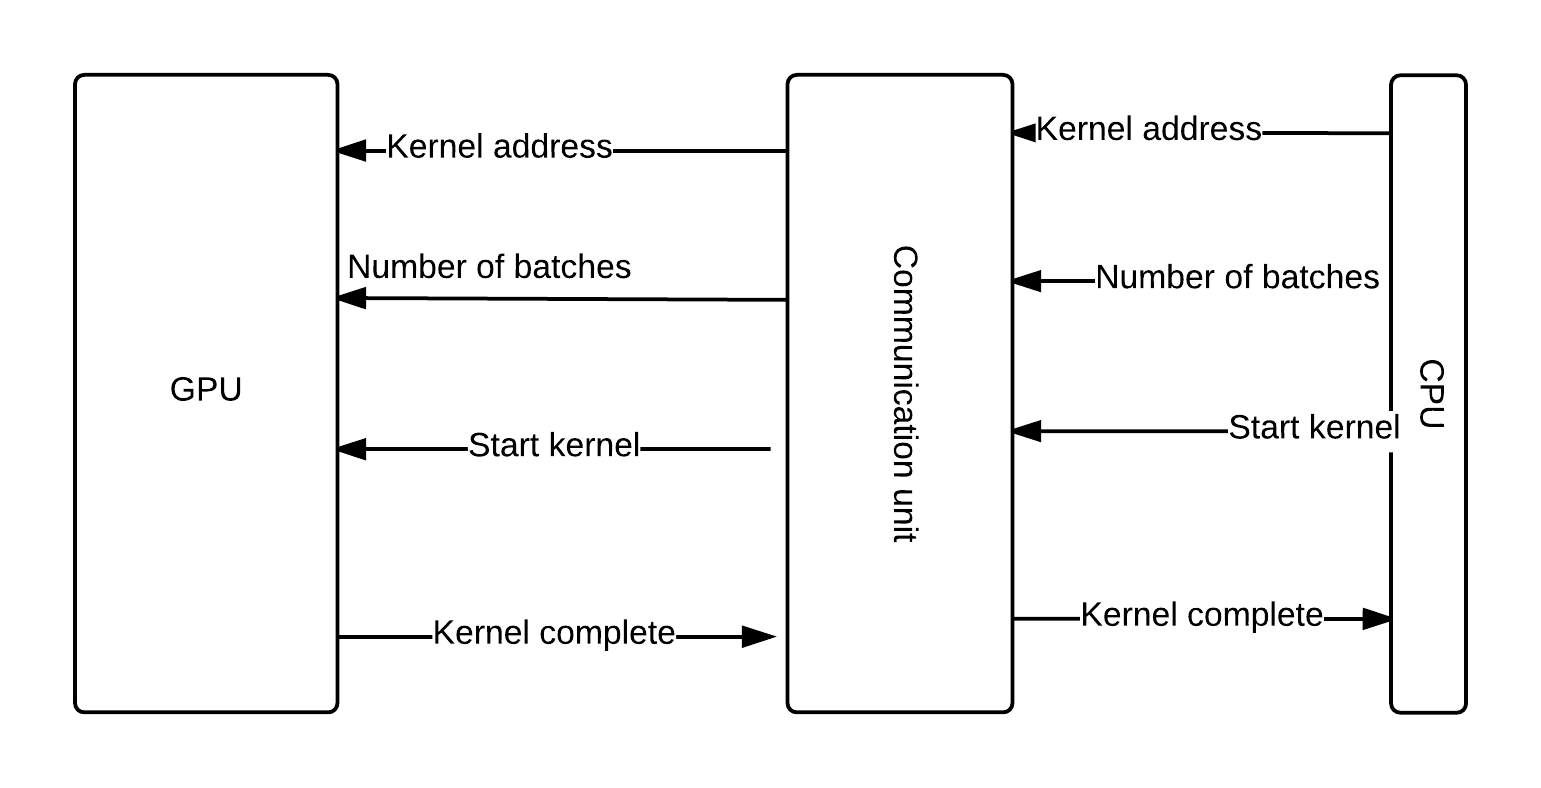 Kernel address
Kernel address
Number of batches
Number of batches
GPU
Communication unit
CPU
Start kernel
Start kernel
Kernel complete
Kernel complete